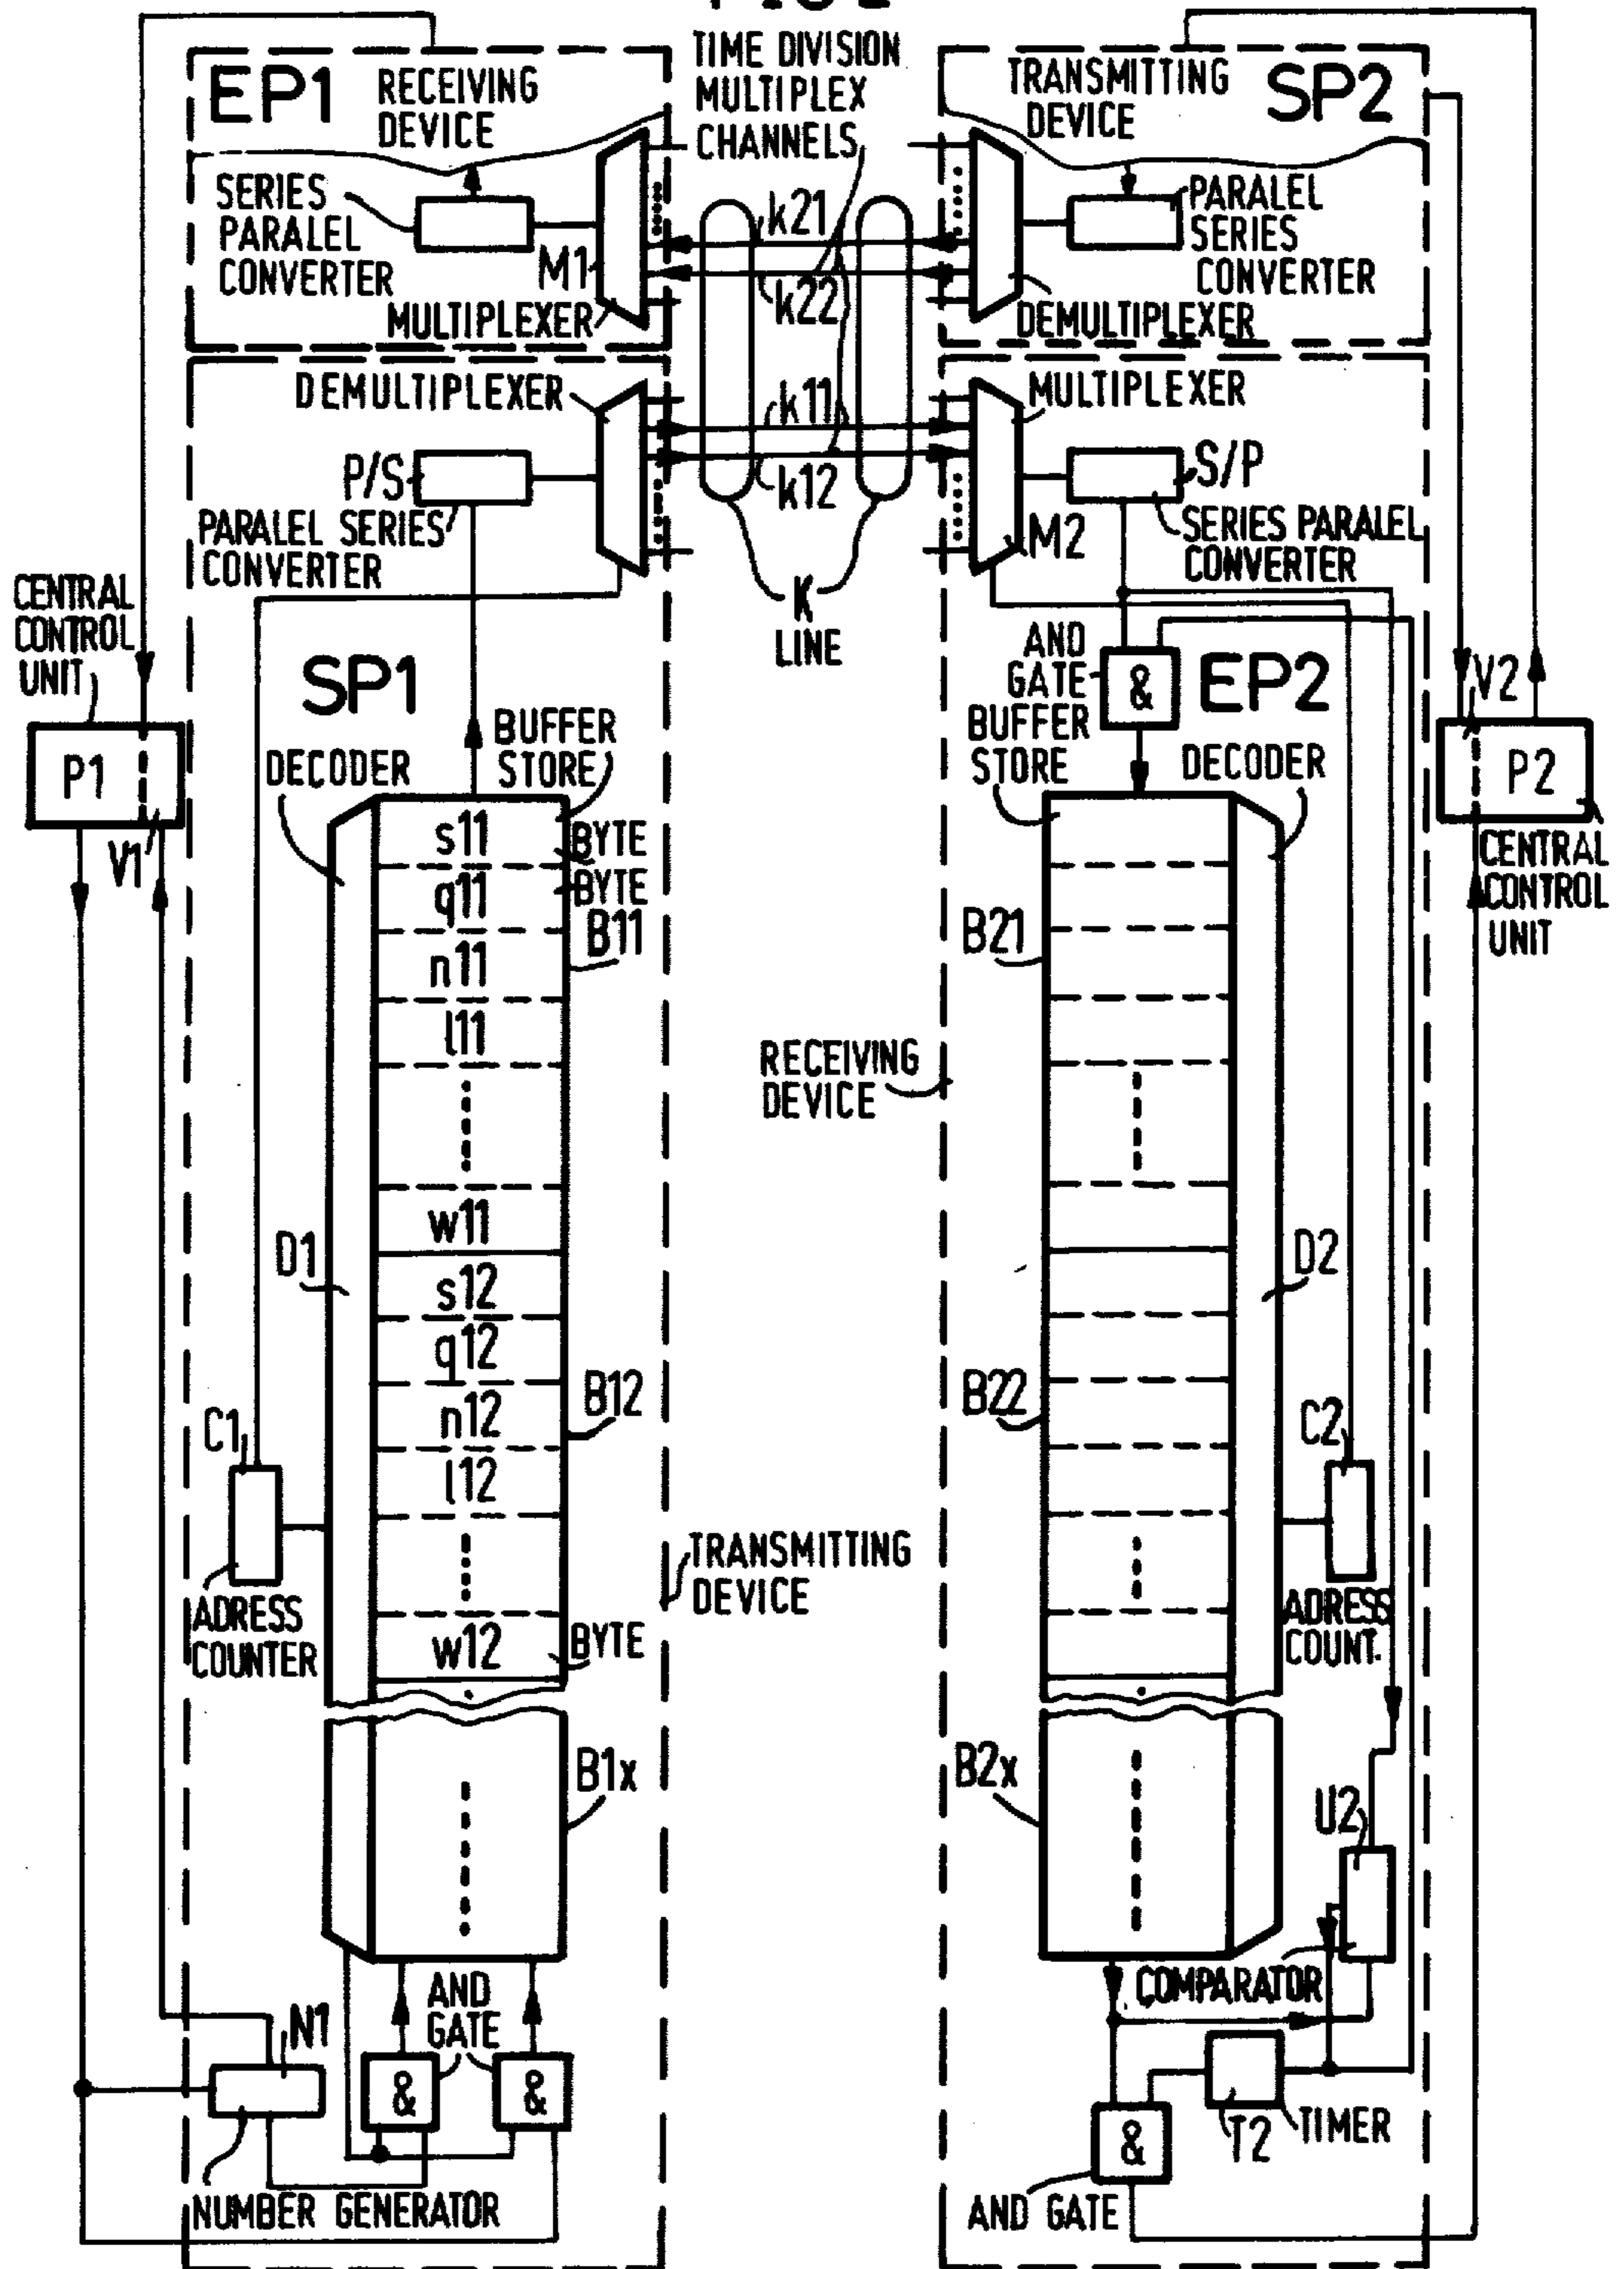 TIME DIVISION
MULTIPLEX
CHANNELS
EP1
RECEIVING
DEVICE
SERIES
PARALEL
CONVERTER
M1
MULTIPLEXER
k21
k22
TRANSMITTING
DEVICE
SP2
PARALEL
SERIES
CONVERTER
DEMULTIPLEXER
DEMULTIPLEXER
P/S
PARALEL SERIES
CONVERTER
k11
k12
K
LINE
MULTIPLEXER
S/P
M2
SERIES PARALEL
CONVERTER
CENTRAL
CONTROL
UNIT
P1
V1
SP1
DECODER
BUFFER
STORE
s11
BYTE
q11
BYTE
B11
n11
l11
w11
D1
s12
q12
B12
n12
l12
w12
BYTE
C1
ADRESS
COUNTER
TRANSMITTING
DEVICE
B1x
AND
GATE
N1
&
&
NUMBER GENERATOR
AND
GATE
&
EP2
BUFFER
STORE
DECODER
V2
P2
CENTRAL
CONTROL
UNIT
B21
RECEIVING
DEVICE
D2
B22
C2
ADRESS
COUNT.
B2x
U2
COMPARATOR
T2
TIMER
&
AND GATE